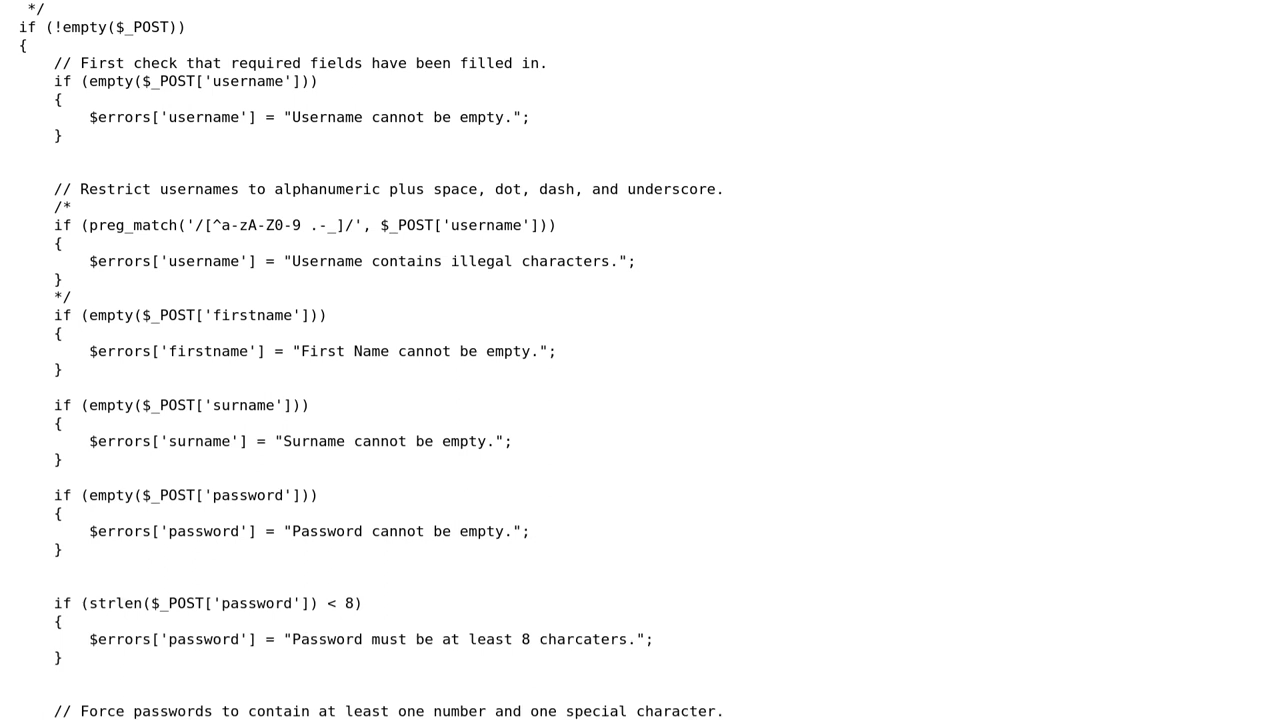 */
if (!empty($_POST))
{
    // First check that required fields have been filled in.
    if (empty($_POST['username']))
    {
        $errors['username'] = "Username cannot be empty.";
    }

    // Restrict usernames to alphanumeric plus space, dot, dash, and underscore.
    /*
    if (preg_match('/[^a-zA-Z0-9 .-_]/', $_POST['username']))
    {
        $errors['username'] = "Username contains illegal characters.";
    }
    */
    if (empty($_POST['firstname']))
    {
        $errors['firstname'] = "First Name cannot be empty.";
    }

    if (empty($_POST['surname']))
    {
        $errors['surname'] = "Surname cannot be empty.";
    }

    if (empty($_POST['password']))
    {
        $errors['password'] = "Password cannot be empty.";
    }

    if (strlen($_POST['password']) < 8)
    {
        $errors['password'] = "Password must be at least 8 charcaters.";
    }

    // Force passwords to contain at least one number and one special character.